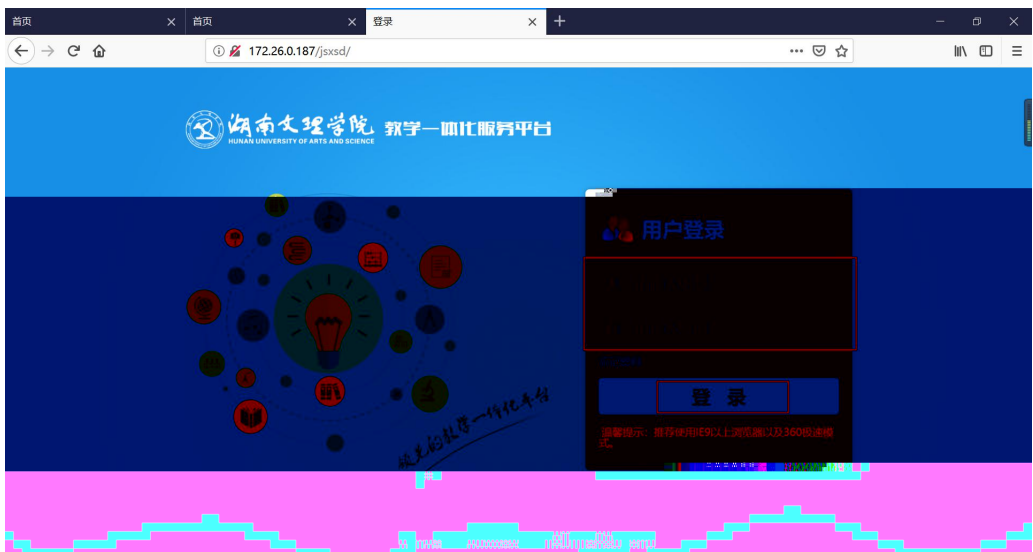 首页
首页
登录
172.26.0.187/jsxsd/
湖南文理学院 教学一体化服务平台
HUNAN UNIVERSITY OF ARTS AND SCIENCE
用户登录
登 录
温馨提示：推荐使用IE9以上浏览器以及360极速模
式。